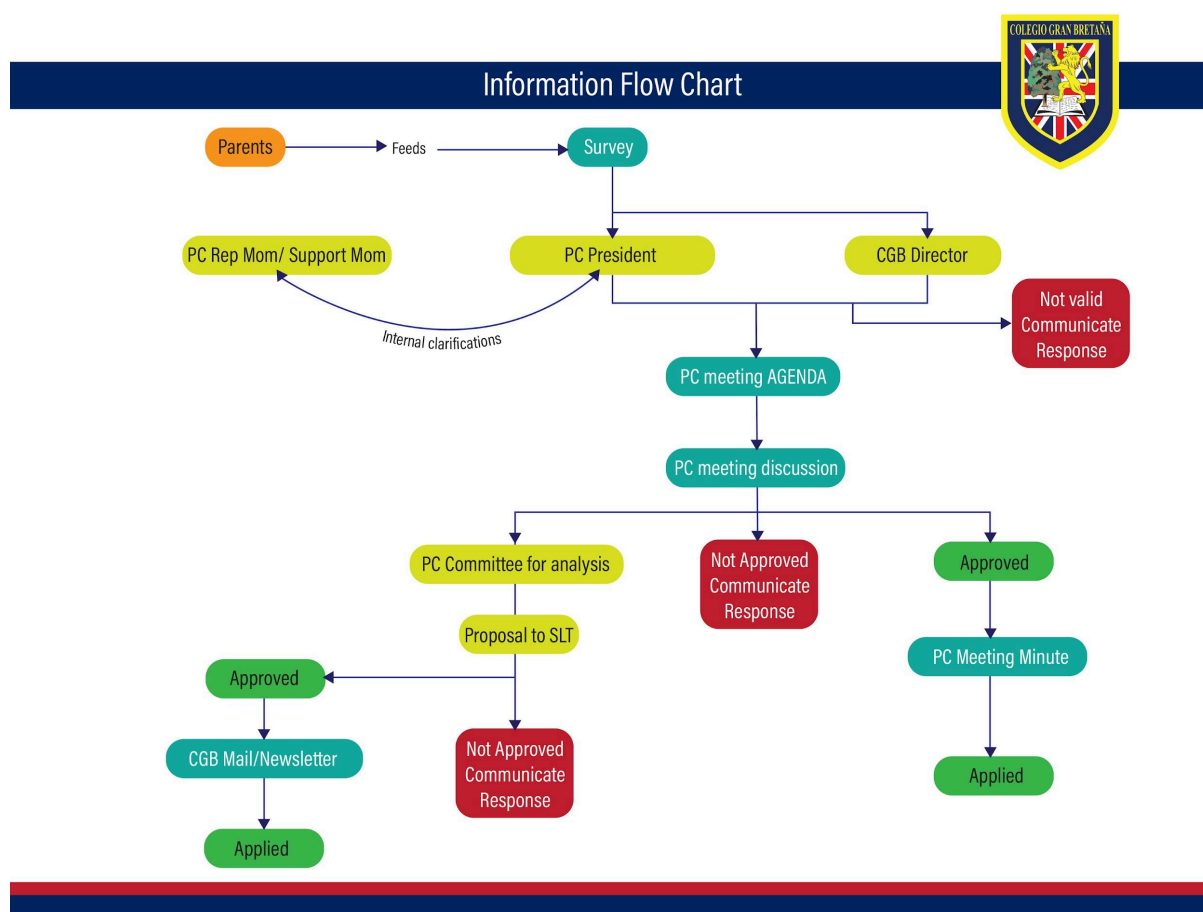 COLEGIO GRAN BRETAÑA
Information Flow Chart
Parents
Feeds
Survey
PC Rep Mom/ Support Mom
PC President
CGB Director
Internal clarifications
Not valid
Communicate
Response
PC meeting AGENDA
PC meeting discussion
PC Committee for analysis
Not Approved
Communicate
Response
Approved
Proposal to SLT
PC Meeting Minute
Approved
CGB Mail/Newsletter
Not Approved
Communicate
Response
Applied
Applied